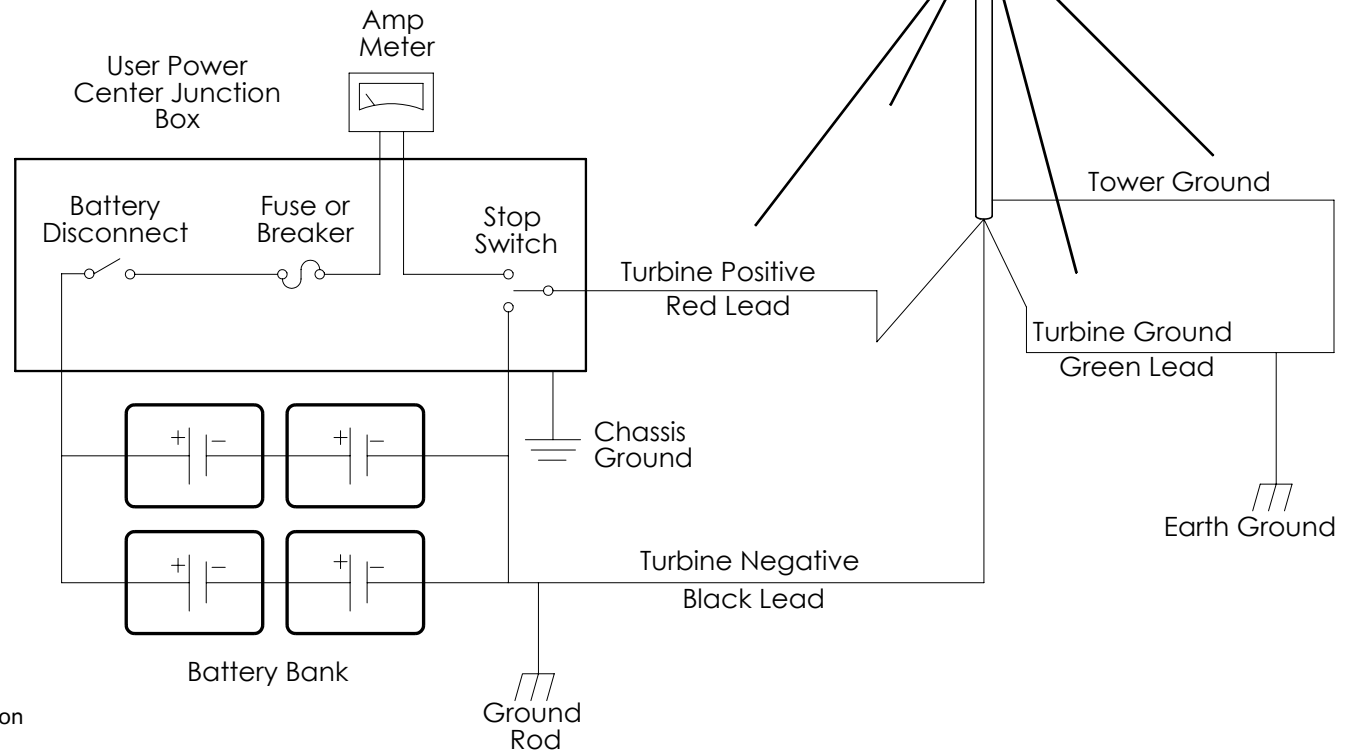 Amp
Meter
User Power
Center Junction
Box
Battery
Disconnect
Fuse or
Breaker
Stop
Switch
Tower Ground
Turbine Positive
Red Lead
Turbine Ground
Green Lead
+ –
+ –
Chassis
Ground
Earth Ground
+ –
+ –
Turbine Negative
Black Lead
Battery Bank
Ground
Rod
on